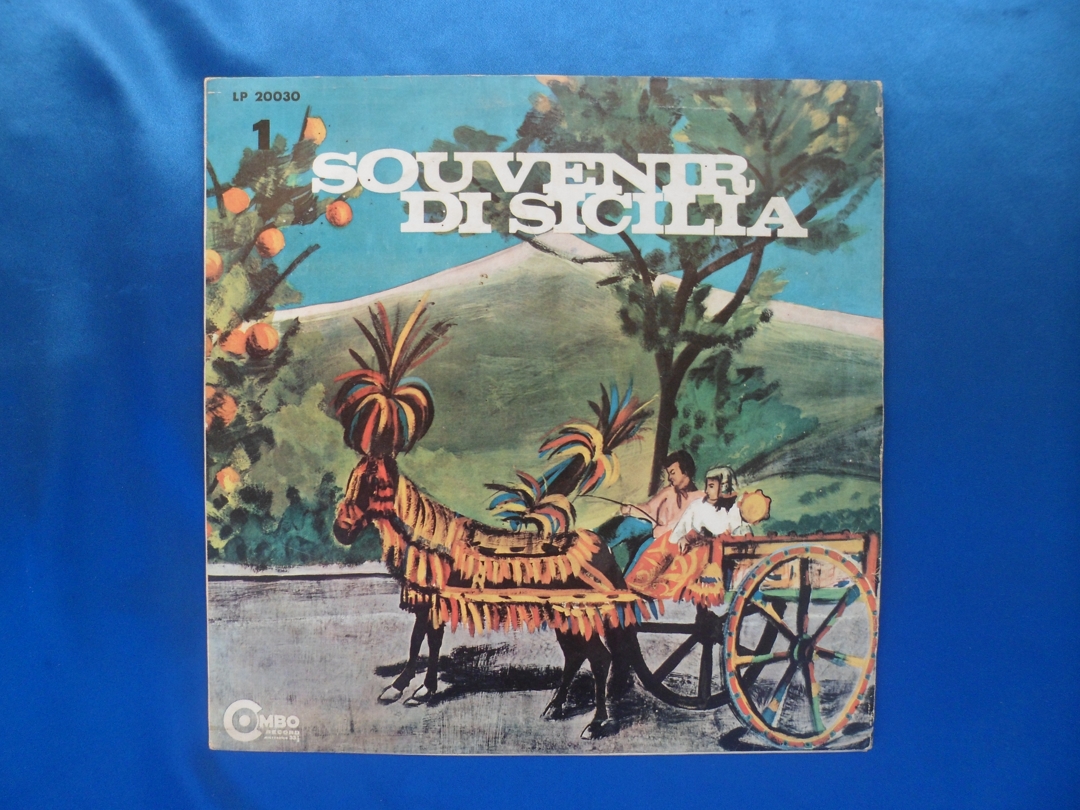 LP 20030
1
SOUVENIR
DI SICILIA
COMBO
RECORD